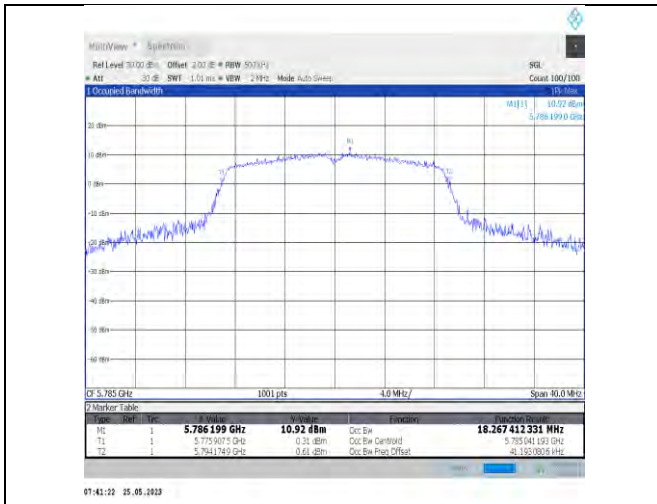 MultiView Spectrum
Ref Level 30.00 dBm Offset 2.00 dB RBW 500 kHz SGL
Att 30 dB SWT 1.01 ms VBW 2 MHz Mode Auto Sweep Count 100/100
1 Occupied Bandwidth 1Pk Max
M1[1] 10.92 dBm
5.786 199 0 GHz
20 dBm
M1
10 dBm
T1 T2
0 dBm
-10 dBm
-20 dBm
-30 dBm
-40 dBm
-50 dBm
-60 dBm
CF 5.785 GHz 1001 pts 4.0 MHz/ Span 40.0 MHz
2 Marker Table
Type Ref Trc X-Value Y-Value Function Function Result
M1 1 5.786 199 GHz 10.92 dBm Occ Bw 18.267 412 331 MHz
T1 1 5.775 907 5 GHz 0.31 dBm Occ Bw Centroid 5.785 041 193 GHz
T2 1 5.794 174 9 GHz 0.61 dBm Occ Bw Freq Offset 41.193 080 6 kHz
07:41:22 25.05.2023